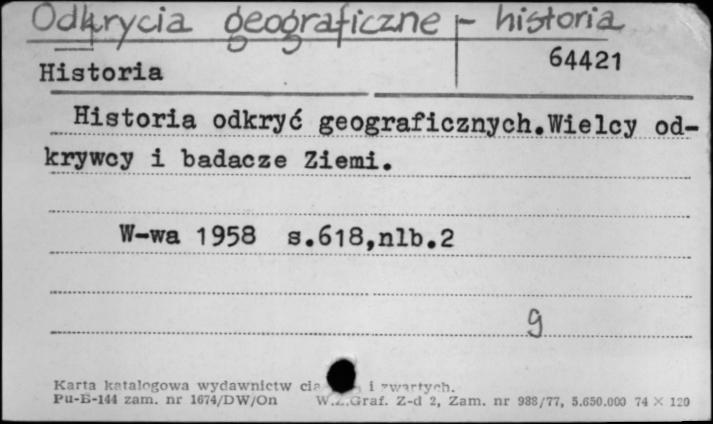 Odkrycia geograficzne - historia
Historia 64421
Historia odkryć geograficznych.Wielcy od-
krywcy i badacze Ziemi.
W-wa 1958 s.618,nlb.2
g
Karta katalogowa wydawnictw i zwartych.
Pu-B-144 zam. nr 1674/DW/On W.Z.Graf. Z-d 2, Zam. nr 988/77, 5.650.000 74 × 120